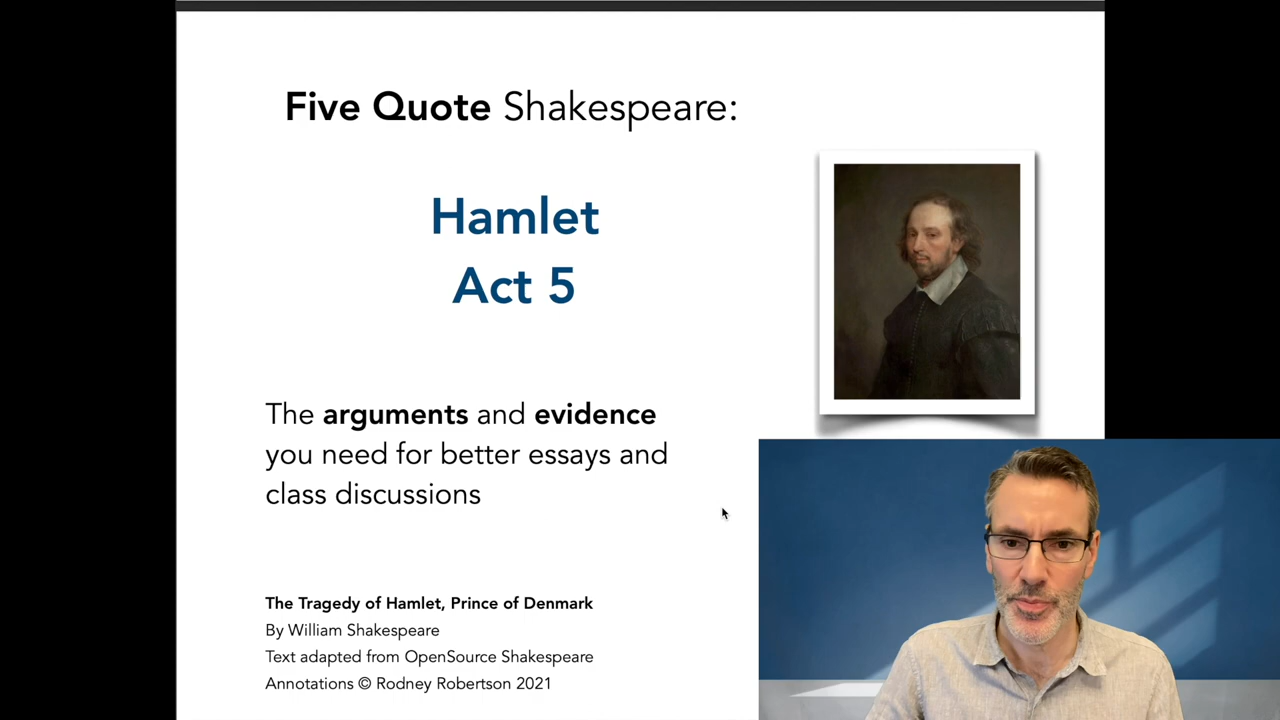 Five Quote Shakespeare:
Hamlet
Act 5
The arguments and evidence
you need for better essays and
class discussions
The Tragedy of Hamlet, Prince of Denmark
By William Shakespeare
Text adapted from OpenSource Shakespeare
Annotations © Rodney Robertson 2021